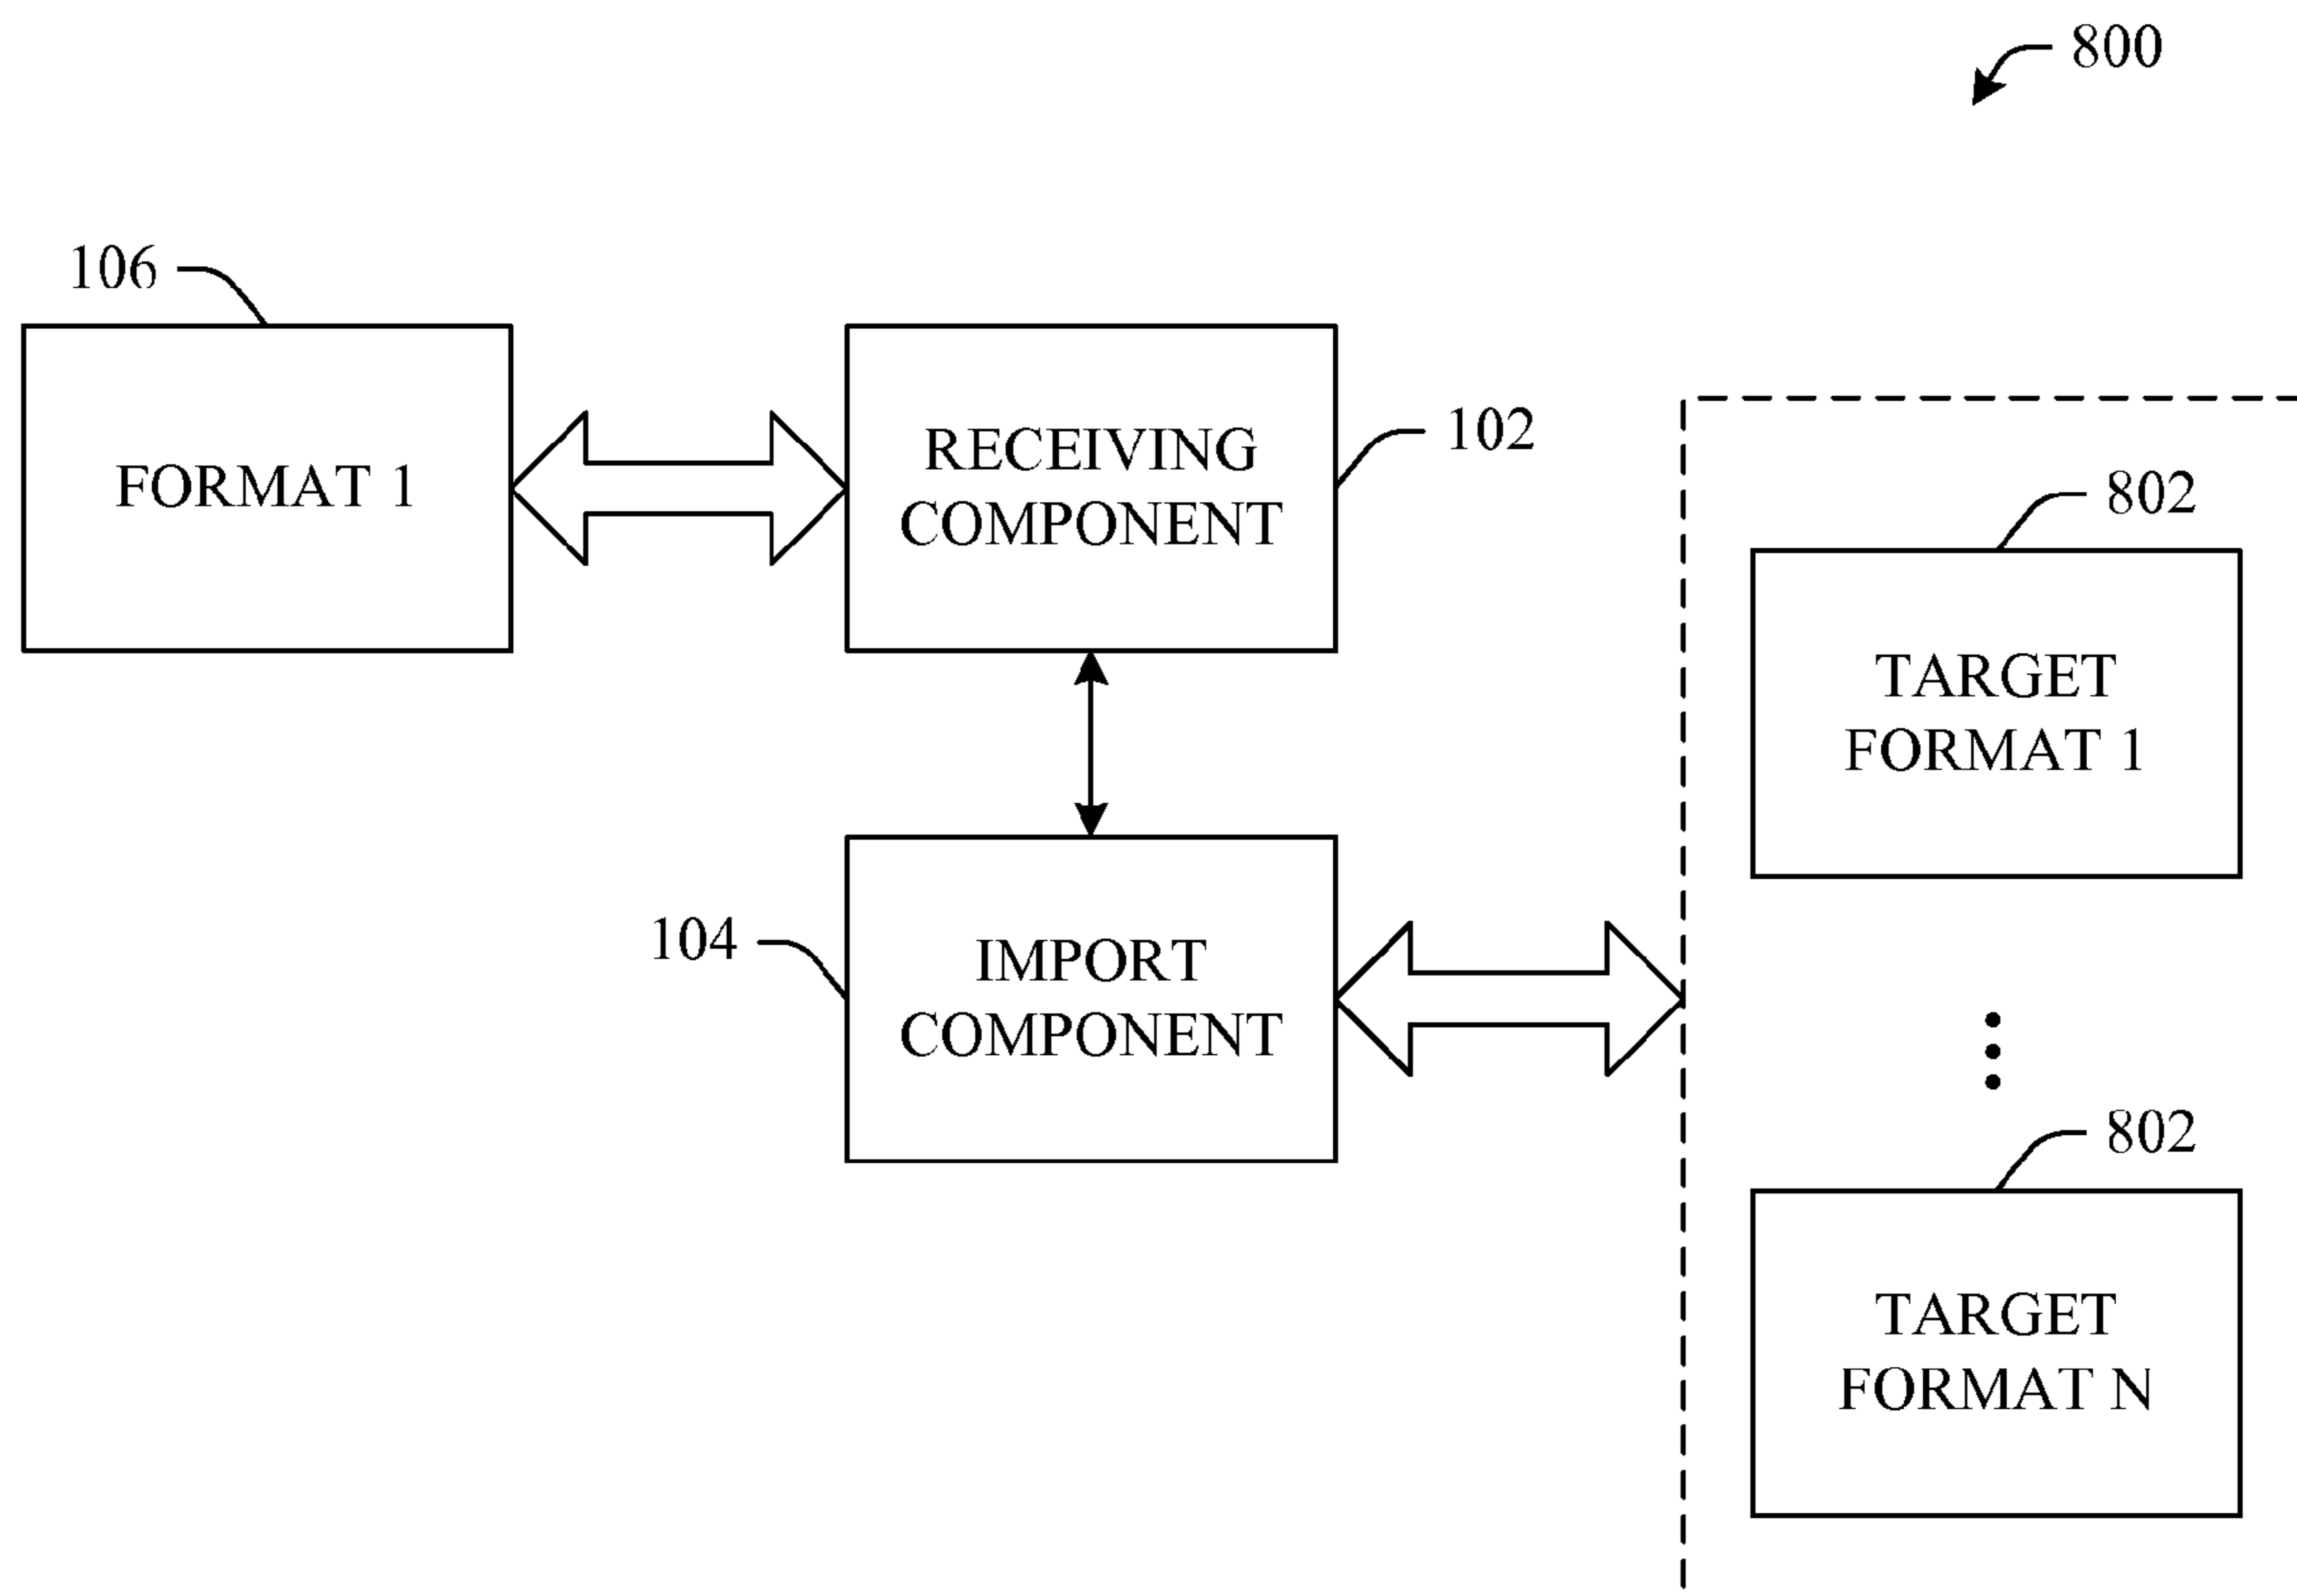 800
106
FORMAT 1
RECEIVING
COMPONENT
102
802
TARGET
FORMAT 1
104
IMPORT
COMPONENT
802
TARGET
FORMAT N